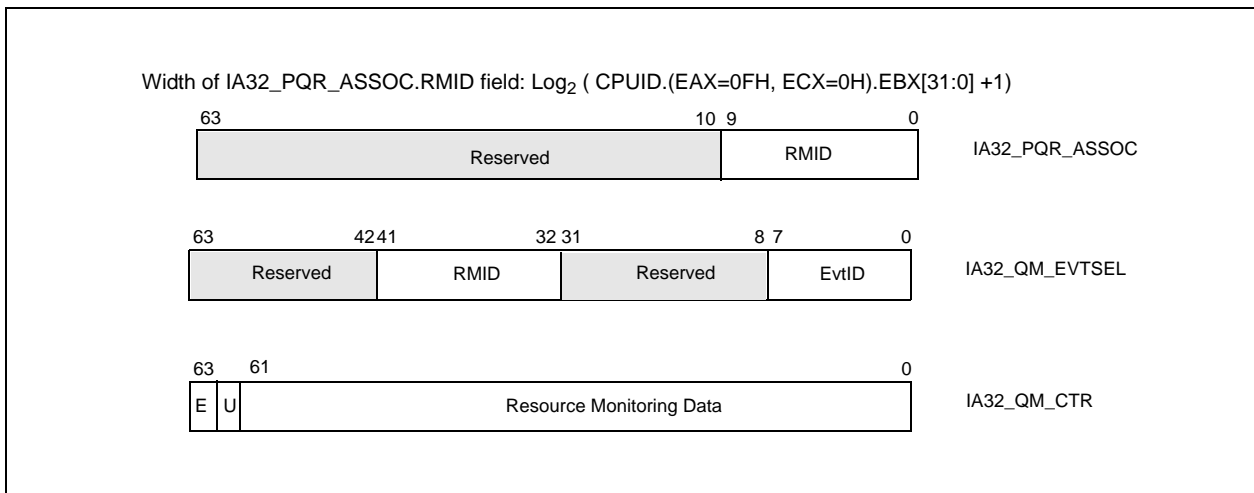 Width of IA32_PQR_ASSOC.RMID field: Log2 ( CPUID.(EAX=0FH, ECX=0H).EBX[31:0] +1)
63 10 9 0
Reserved RMID IA32_PQR_ASSOC
63 42 41 32 31 8 7 0
Reserved RMID Reserved EvtID IA32_QM_EVTSEL
63 61 0
E U Resource Monitoring Data IA32_QM_CTR